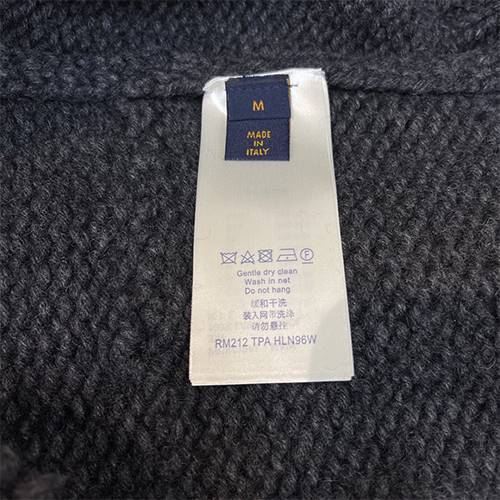 M
MADE
IN
ITALY
Gentle dry clean
Wash in net
Do not hang
缓和干洗
装入网带洗涤
请勿悬挂
RM212 TPA HLN96W